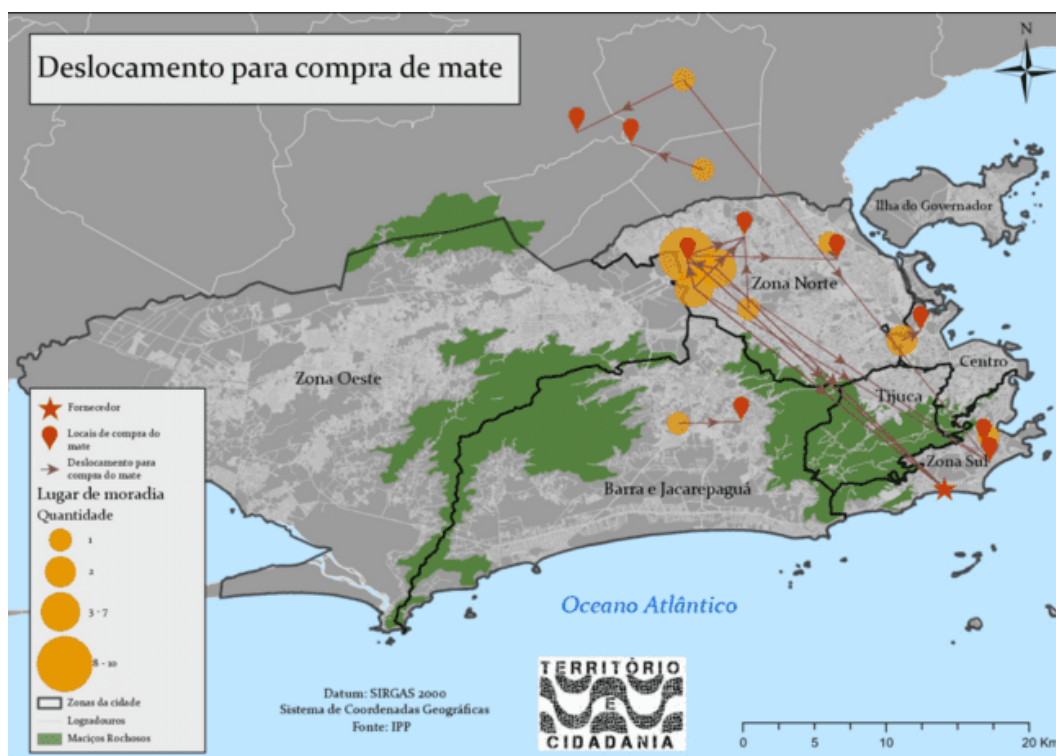 Deslocamento para compra de mate
N
Ilha do Governador
Zona Norte
Centro
Zona Oeste
Tijuca
Zona Sul
Barra e Jacarepaguá
Oceano Atlântico
Fornecedor
Locais de compra do
mate
Deslocamento para
compra do mate
Lugar de moradia
Quantidade
1
2
3 - 7
8 - 10
Zonas da cidade
Logradouros
Maciços Rochosos
Datum: SIRGAS 2000
Sistema de Coordenadas Geográficas
Fonte: IPP
TERRITÓRIO
E
CIDADANIA
0 5 10 20 Km